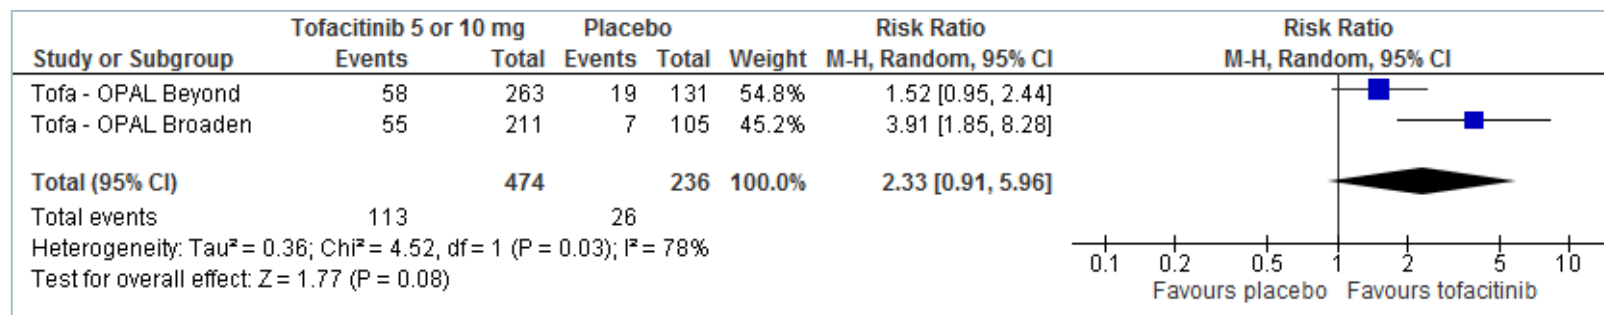 Tofacitinib 5 or 10 mg Placebo Risk Ratio Risk Ratio
Study or Subgroup Events Total Events Total Weight M-H, Random, 95% CI M-H, Random, 95% CI
Tofa - OPAL Beyond 58 263 19 131 54.8% 1.52 [0.95, 2.44]
Tofa - OPAL Broaden 55 211 7 105 45.2% 3.91 [1.85, 8.28]
Total (95% CI) 474 236 100.0% 2.33 [0.91, 5.96]
Total events 113 26
Heterogeneity: Tau² = 0.36; Chi² = 4.52, df = 1 (P = 0.03); I² = 78%
Test for overall effect: Z = 1.77 (P = 0.08)
0.1 0.2 0.5 1 2 5 10
Favours placebo Favours tofacitinib